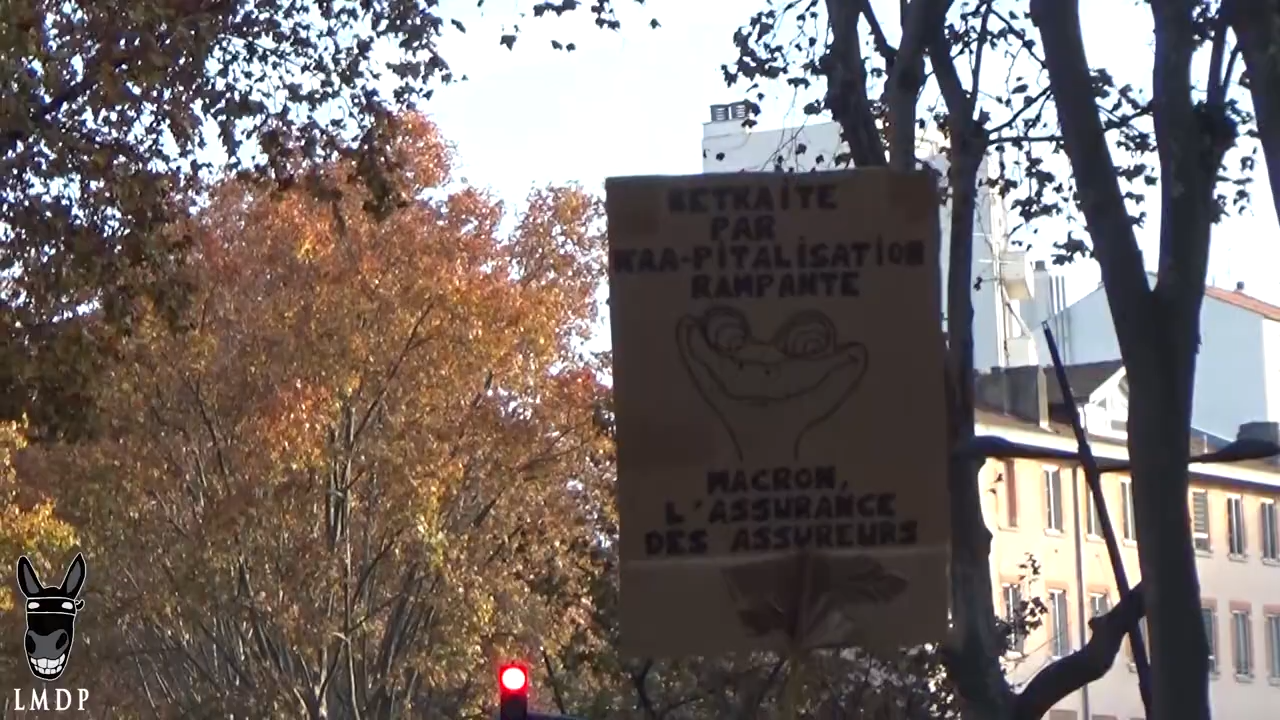 RETRAiTE
PAR
KAA-PiTALiSATiON
RAMPANTE
MACRON,
L'ASSURANCE
DES ASSUREURS
LMDP